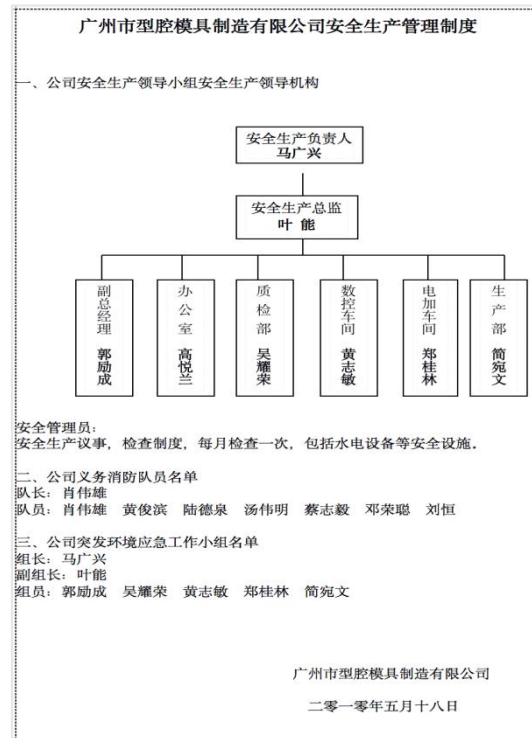 广州市型腔模具制造有限公司安全生产管理制度
一、公司安全生产领导小组安全生产领导机构
安全生产负责人
马广兴
安全生产总监
叶 能
副总经理 郭励成
办公室 高悦兰
质检部 吴耀荣
数控车间 黄志敏
电加车间 郑桂林
生产部 简宛文
安全管理员：
安全生产议事，检查制度，每月检查一次，包括水电设备等安全设施。
二、公司义务消防队员名单
队长：肖伟雄
队员：肖伟雄 黄俊滨 陆德泉 汤伟明 蔡志毅 邓荣聪 刘恒
三、公司突发环境应急工作小组名单
组长：马广兴
副组长：叶能
组员：郭励成 吴耀荣 黄志敏 郑桂林 简宛文
广州市型腔模具制造有限公司
二零一零年五月十八日